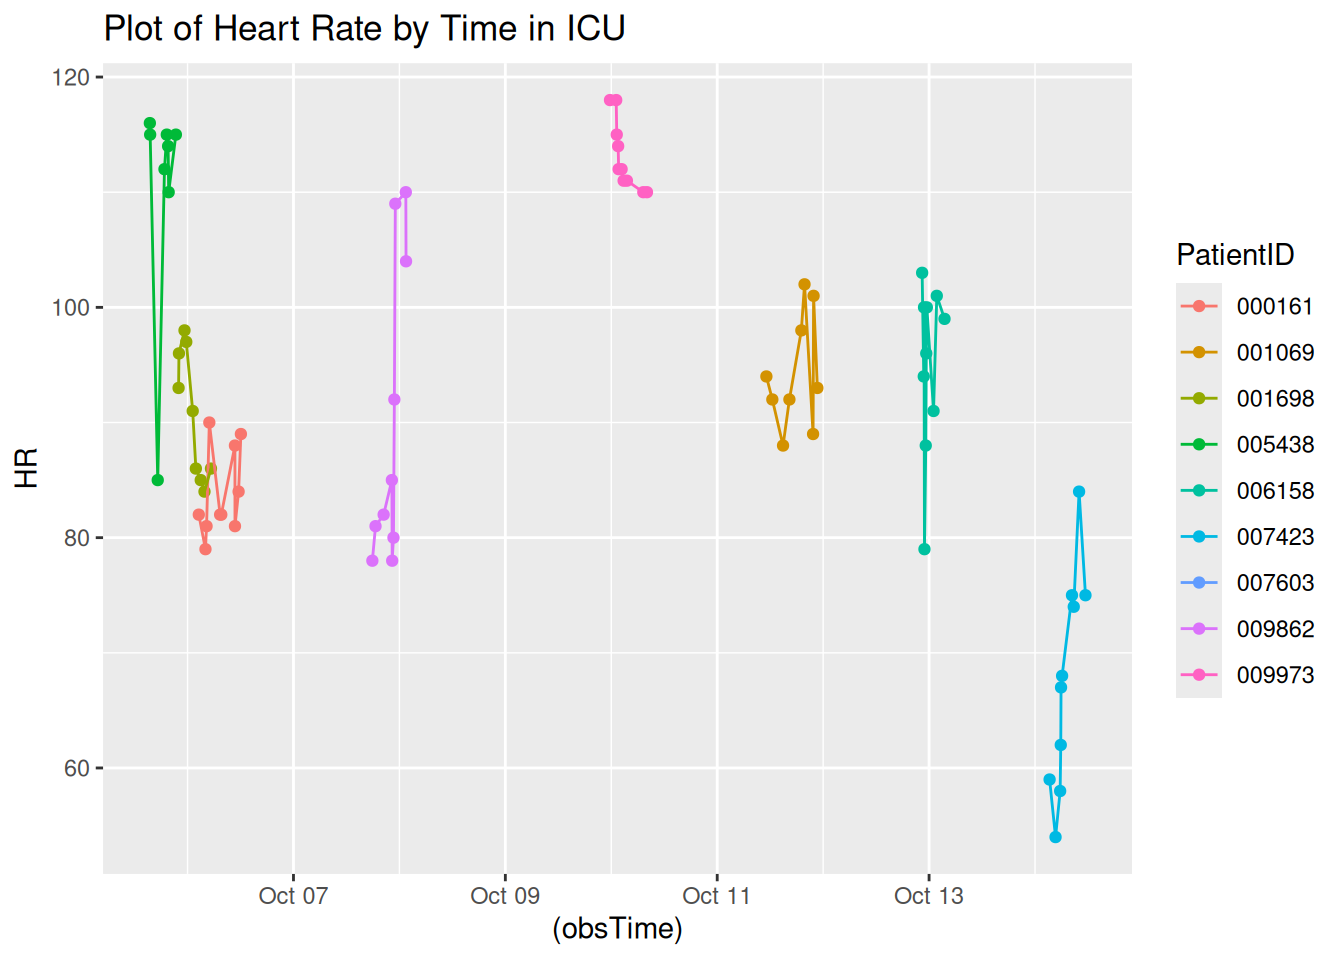 Plot of Heart Rate by Time in ICU
120
100
80
60
HR
Oct 07
Oct 09
Oct 11
Oct 13
(obsTime)
PatientID
000161
001069
001698
005438
006158
007423
007603
009862
009973